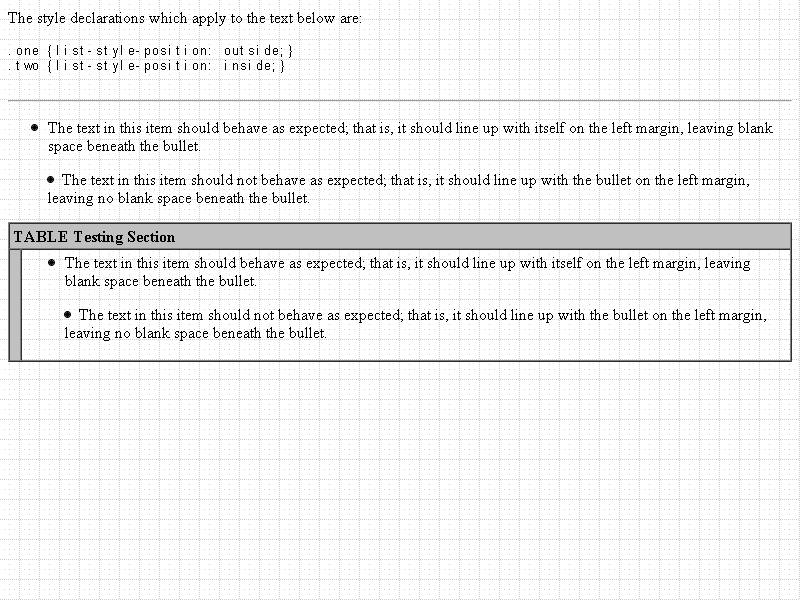 The style declarations which apply to the text below are:
.one {list-style-position: outside;}
.two {list-style-position: inside;}
The text in this item should behave as expected; that is, it should line up with itself on the left margin, leaving blank
space beneath the bullet.
The text in this item should not behave as expected; that is, it should line up with the bullet on the left margin,
leaving no blank space beneath the bullet.
TABLE Testing Section
The text in this item should behave as expected; that is, it should line up with itself on the left margin, leaving
blank space beneath the bullet.
The text in this item should not behave as expected; that is, it should line up with the bullet on the left margin,
leaving no blank space beneath the bullet.